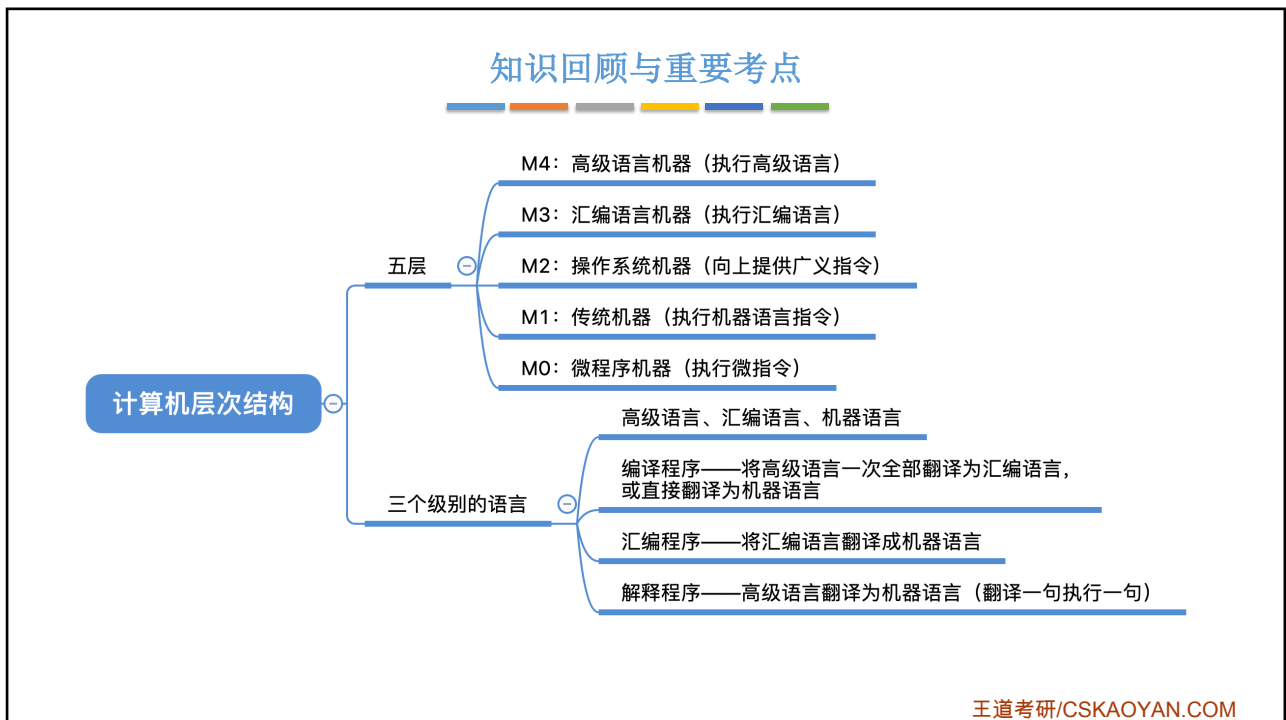 知识回顾与重要考点
M4：高级语言机器（执行高级语言）
M3：汇编语言机器（执行汇编语言）
五层
M2：操作系统机器（向上提供广义指令）
M1：传统机器（执行机器语言指令）
M0：微程序机器（执行微指令）
计算机层次结构
高级语言、汇编语言、机器语言
编译程序——将高级语言一次全部翻译为汇编语言，
或直接翻译为机器语言
三个级别的语言
汇编程序——将汇编语言翻译成机器语言
解释程序——高级语言翻译为机器语言（翻译一句执行一句）
王道考研/CSKAOYAN.COM